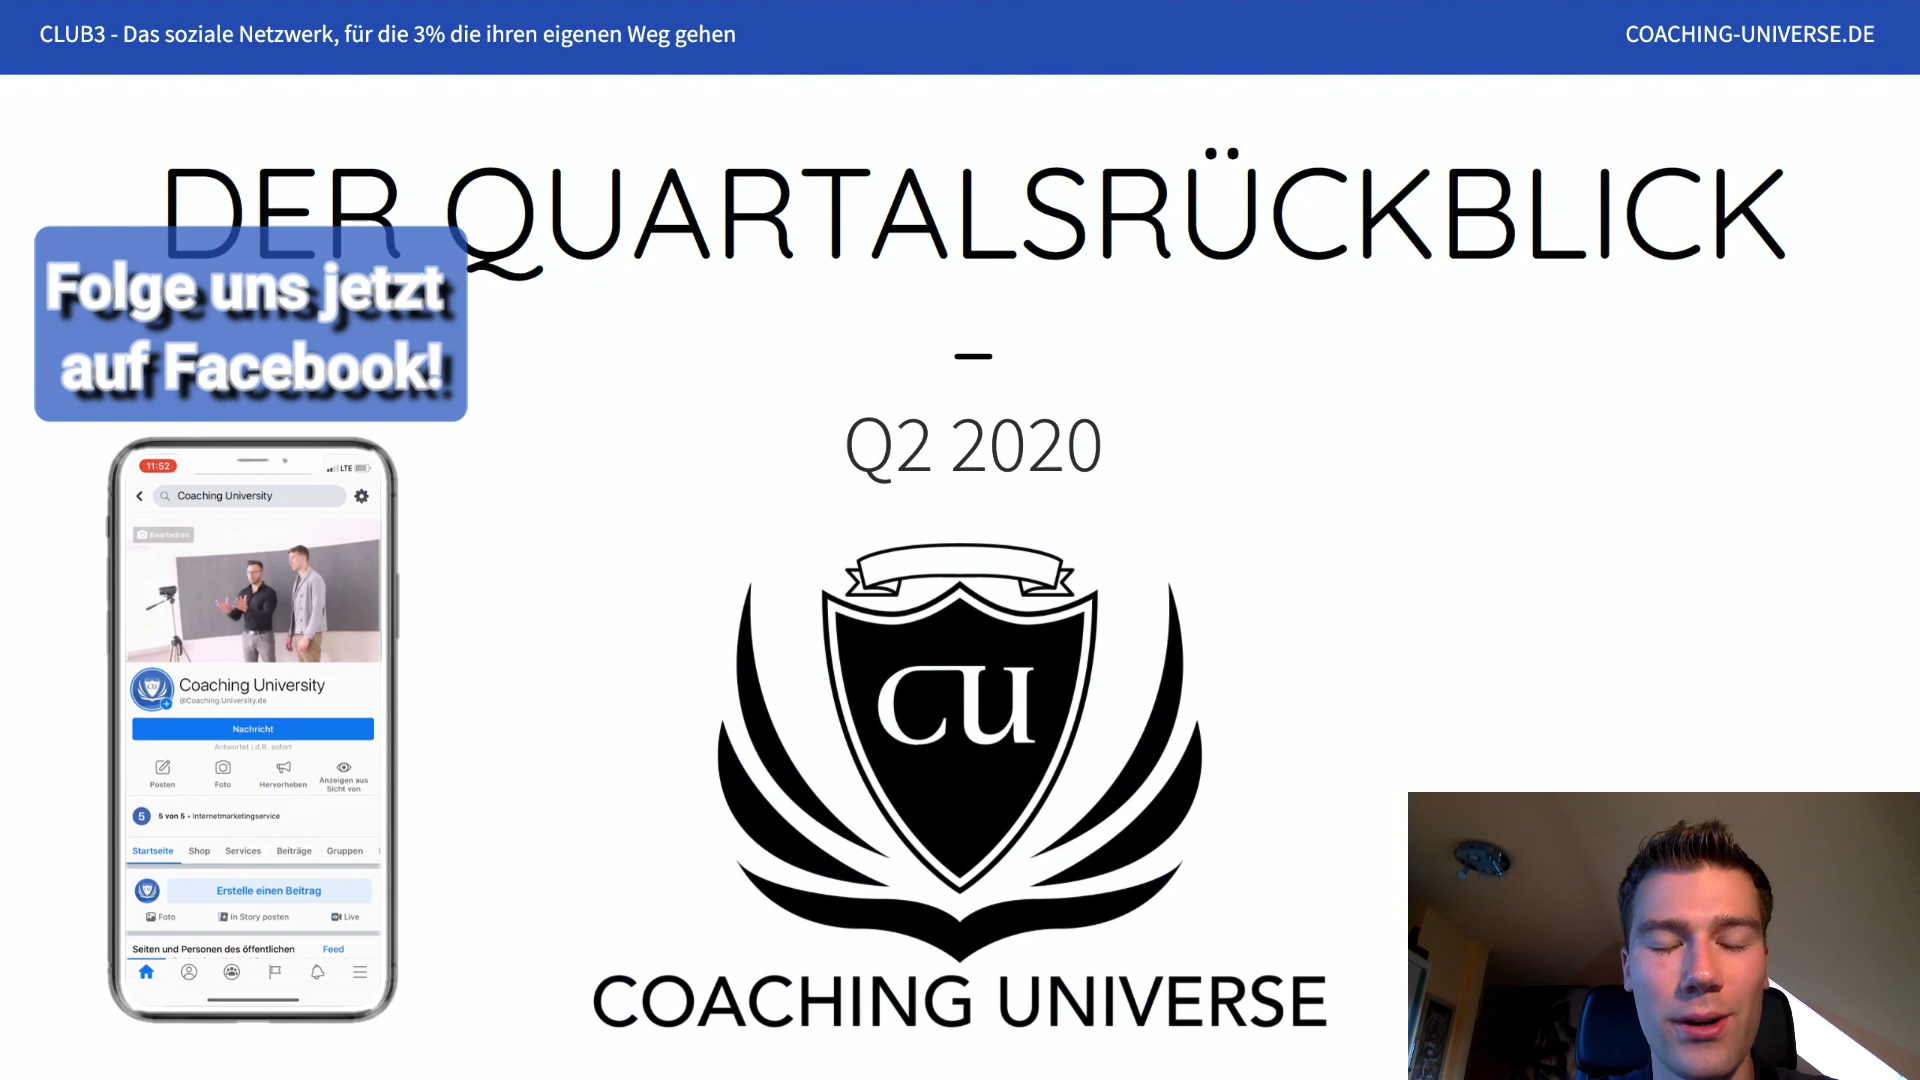 CLUB3 - Das soziale Netzwerk, für die 3% die ihren eigenen Weg gehen
COACHING-UNIVERSE.DE
DER QUARTALSRÜCKBLICK
–
Q2 2020
Folge uns jetzt
auf Facebook!
11:52
LTE
Coaching University
Bearbeiten
Coaching University
@Coaching.University.de
Nachricht
Antwortet i.d.R. sofort
Posten
Foto
Hervorheben
Anzeigen aus
Sicht von
5
5 von 5 • Internetmarketingservice
Startseite
Shop
Services
Beiträge
Gruppen
Erstelle einen Beitrag
Foto
In Story posten
Live
Seiten und Personen des öffentlichen
Feed
CU
COACHING UNIVERSE